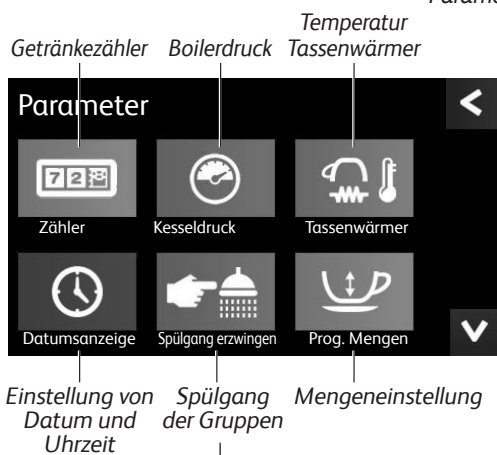 Parame
Temperatur
Getränkezähler Boilerdruck Tassenwärmer
Parameter
728
Zähler Kesseldruck Tassenwärmer
Datumsanzeige Spülgang erzwingen Prog. Mengen
Einstellung von Spülgang Mengeneinstellung
Datum und der Gruppen
Uhrzeit